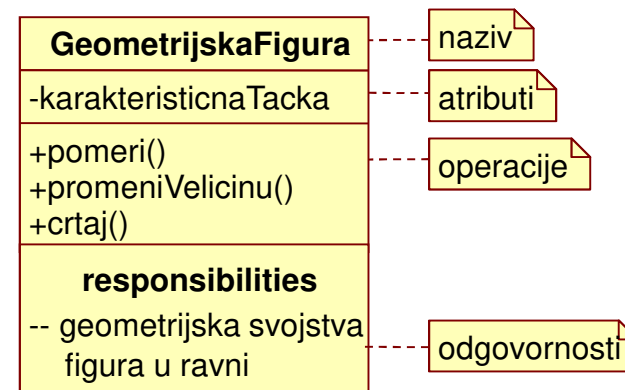 GeometrijskaFigura
naziv
-karakteristicnaTacka
atributi
+pomeri()
operacije
+promeniVelicinu()
+crtaj()
responsibilities
-- geometrijska svojstva
figura u ravni
odgovornosti